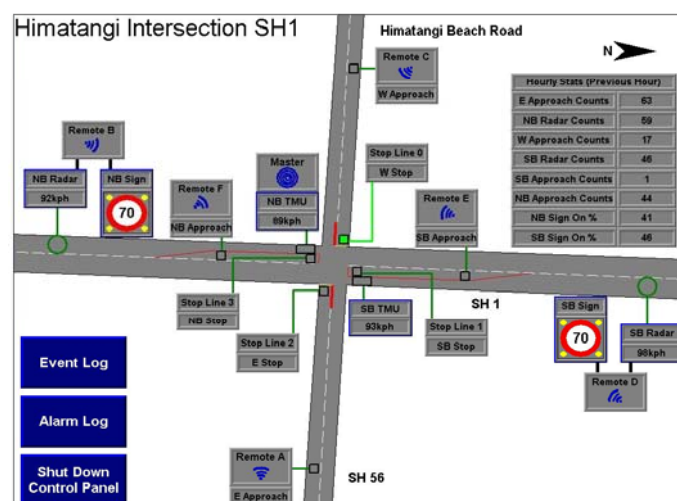 Himatangi Intersection SH1
Himatangi Beach Road
N
Remote C
W Approach
Hourly Stats (Previous Hour)
E Approach Counts 63
NB Radar Counts 59
W Approach Counts 17
SB Radar Counts 46
SB Approach Counts 1
NB Approach Counts 44
NB Sign On % 41
SB Sign On % 46
Remote B
NB Radar
92kph
NB Sign
70
Remote F
NB Approach
Master
NB TMU
89kph
Stop Line 0
W Stop
Remote E
SB Approach
SH 1
Stop Line 3
NB Stop
Stop Line 2
E Stop
SB TMU
93kph
Stop Line 1
SB Stop
SB Sign
70
SB Radar
98kph
Remote D
Event Log
Alarm Log
Shut Down
Control Panel
Remote A
E Approach
SH 56